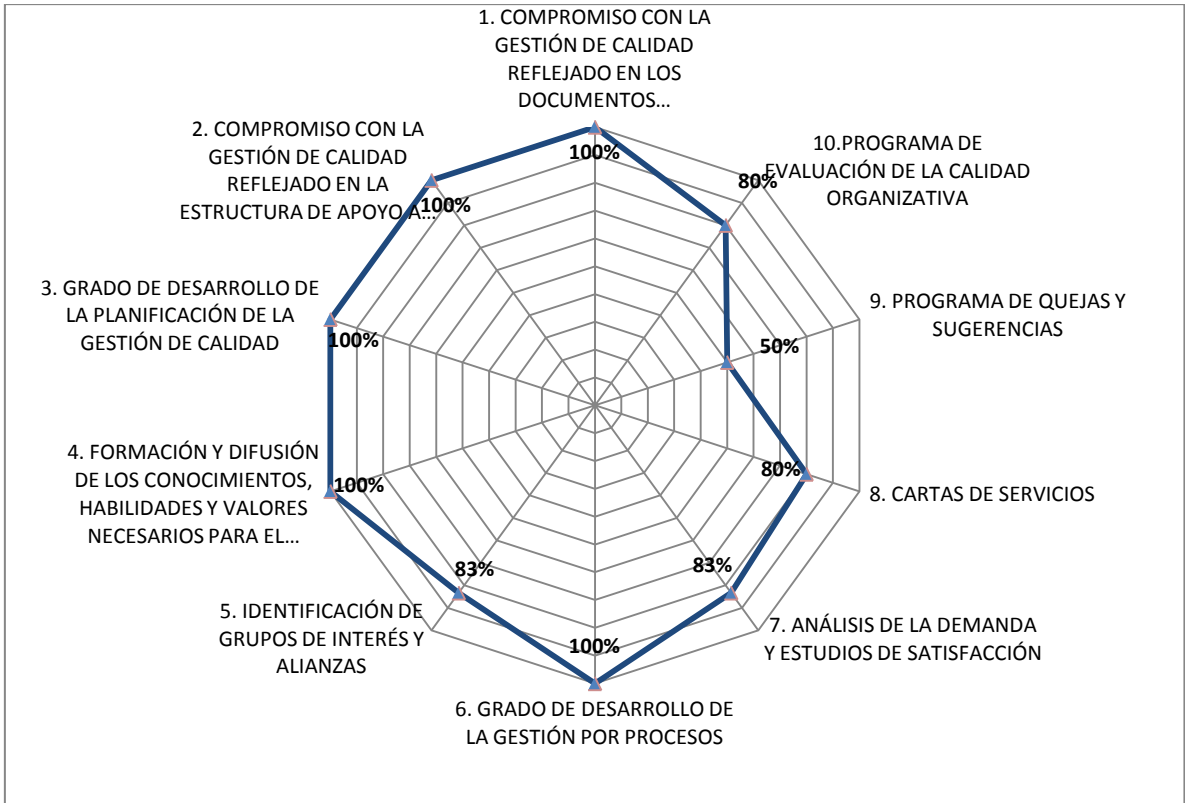 1. COMPROMISO CON LA
GESTIÓN DE CALIDAD
REFLEJADO EN LOS
DOCUMENTOS...
100%
2. COMPROMISO CON LA
GESTIÓN DE CALIDAD
REFLEJADO EN LA
ESTRUCTURA DE APOYO A...
100%
3. GRADO DE DESARROLLO DE
LA PLANIFICACIÓN DE LA
GESTIÓN DE CALIDAD
100%
4. FORMACIÓN Y DIFUSIÓN
DE LOS CONOCIMIENTOS,
HABILIDADES Y VALORES
NECESARIOS PARA EL...
100%
5. IDENTIFICACIÓN DE
GRUPOS DE INTERÉS Y
ALIANZAS
83%
6. GRADO DE DESARROLLO DE
LA GESTIÓN POR PROCESOS
100%
7. ANÁLISIS DE LA DEMANDA
Y ESTUDIOS DE SATISFACCIÓN
83%
8. CARTAS DE SERVICIOS
80%
9. PROGRAMA DE QUEJAS Y
SUGERENCIAS
50%
10.PROGRAMA DE
EVALUACIÓN DE LA CALIDAD
ORGANIZATIVA
80%